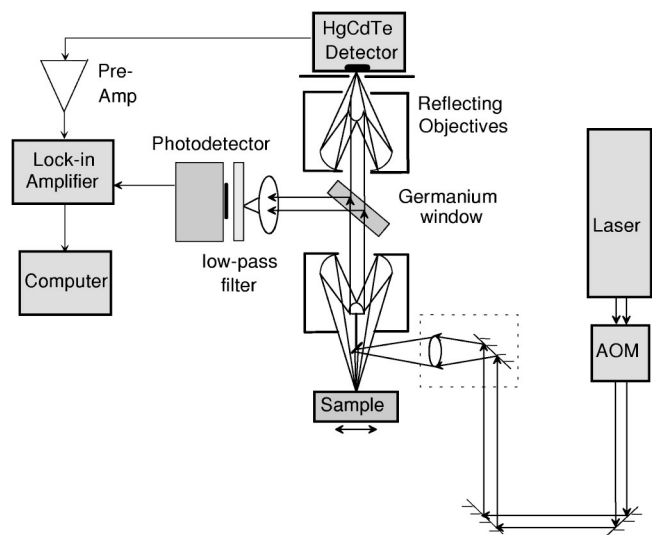 HgCdTe
Detector
Pre-
Amp
Reflecting
Objectives
Photodetector
Lock-in
Amplifier
Germanium
window
Laser
low-pass
filter
Computer
AOM
Sample